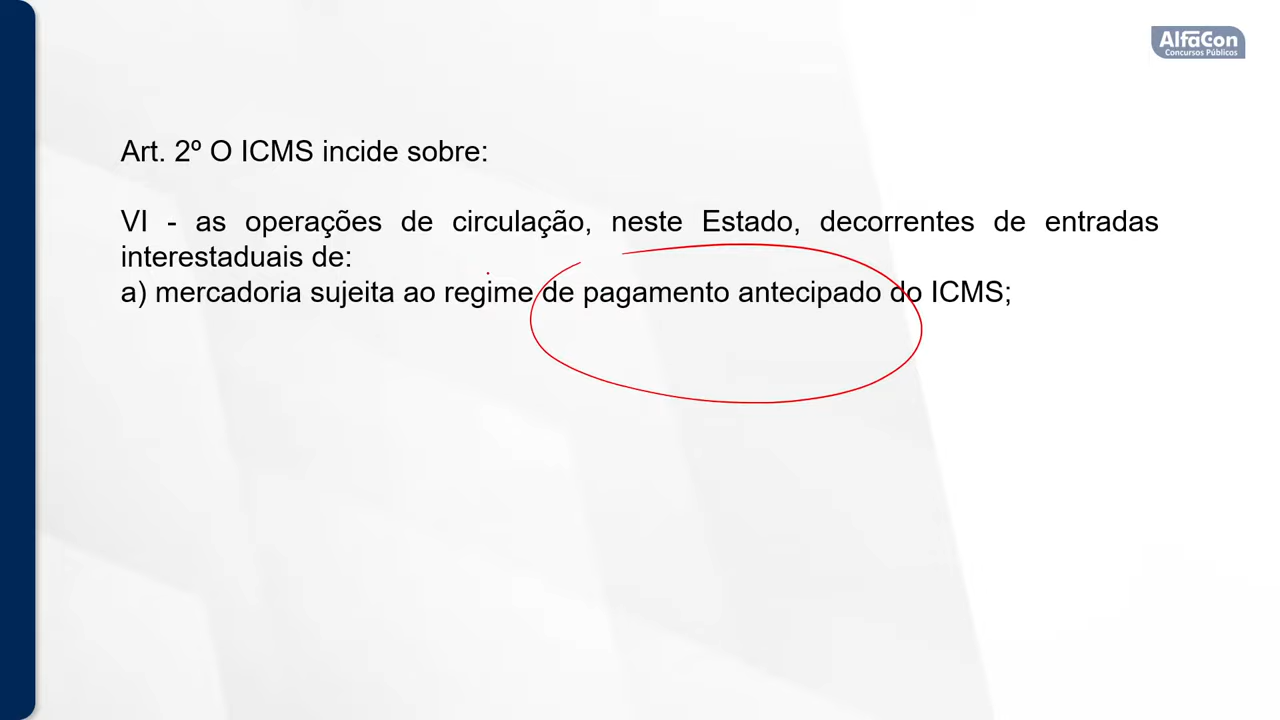 AlfaCon
Concursos Públicos
Art. 2º O ICMS incide sobre:
VI - as operações de circulação, neste Estado, decorrentes de entradas
interestaduais de:
a) mercadoria sujeita ao regime de pagamento antecipado do ICMS;